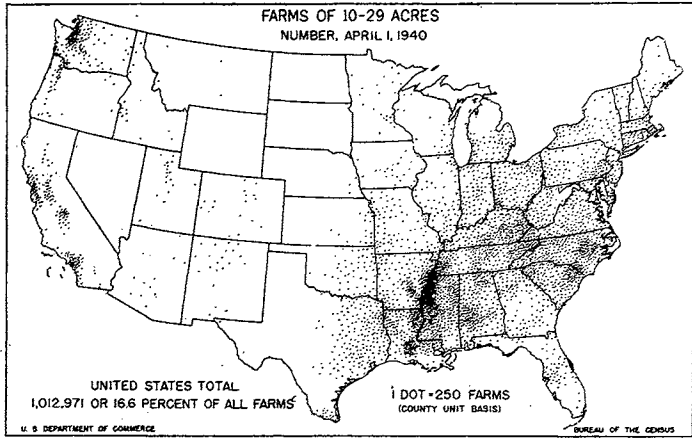 FARMS OF 10-29 ACRES
NUMBER, APRIL 1, 1940
UNITED STATES TOTAL
1,012,971 OR 16.6 PERCENT OF ALL FARMS
1 DOT = 250 FARMS
(COUNTY UNIT BASIS)
U. S DEPARTMENT OF COMMERCE
BUREAU OF THE CENSUS